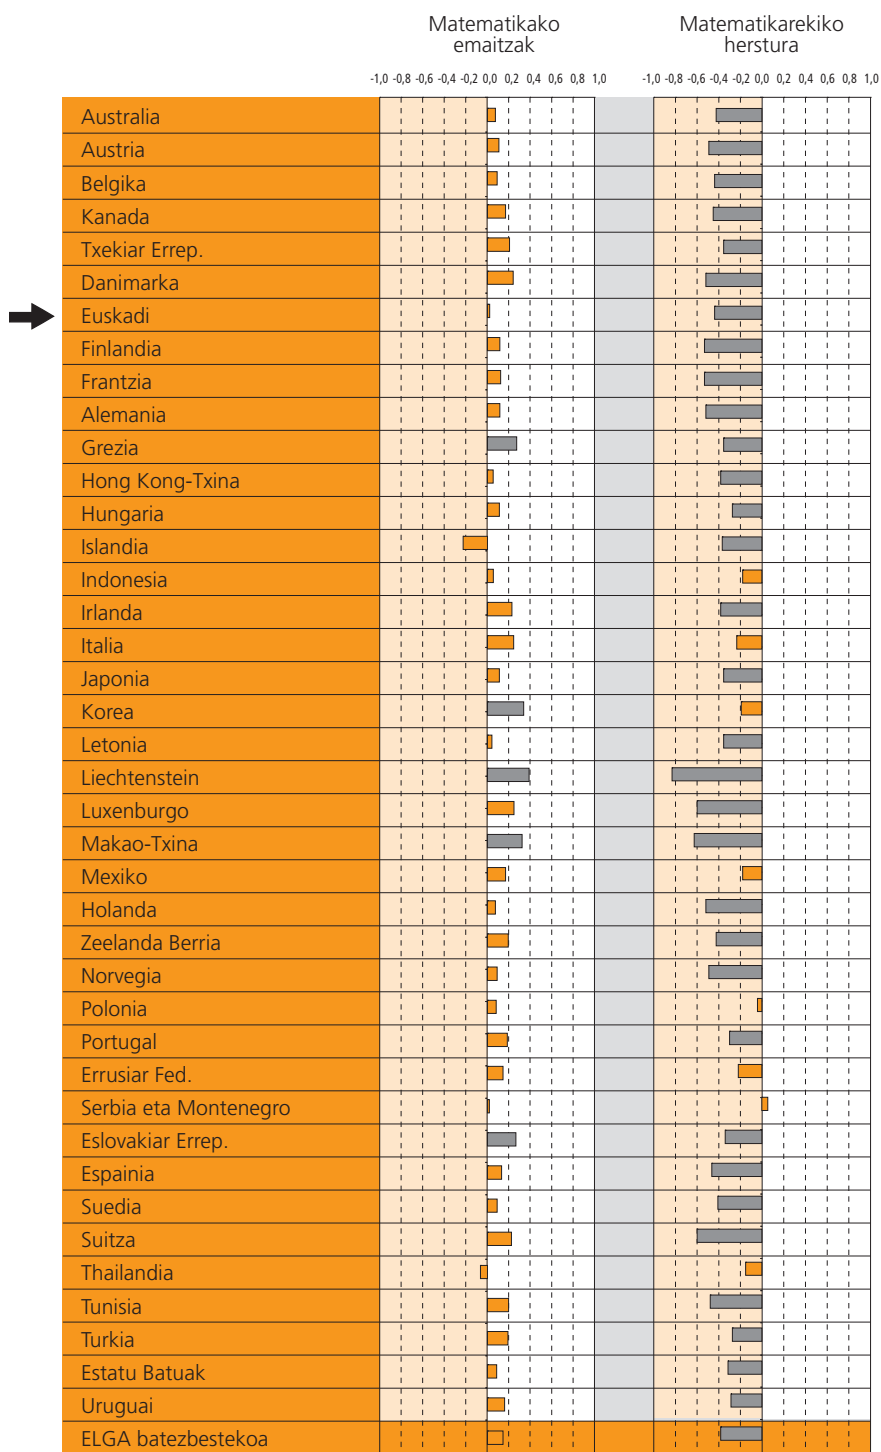 Matematikako
emaitzak
Matematikarekiko
herstura
-1,0 -0,8 -0,6 -0,4 -0,2 0,0 0,2 0,4 0,6 0,8 1,0
-1,0 -0,8 -0,6 -0,4 -0,2 0,0 0,2 0,4 0,6 0,8 1,0
Australia
Austria
Belgika
Kanada
Txekiar Errep.
Danimarka
Euskadi
Finlandia
Frantzia
Alemania
Grezia
Hong Kong-Txina
Hungaria
Islandia
Indonesia
Irlanda
Italia
Japonia
Korea
Letonia
Liechtenstein
Luxenburgo
Makao-Txina
Mexiko
Holanda
Zeelanda Berria
Norvegia
Polonia
Portugal
Errusiar Fed.
Serbia eta Montenegro
Eslovakiar Errep.
Espainia
Suedia
Suitza
Thailandia
Tunisia
Turkia
Estatu Batuak
Uruguai
ELGA batezbestekoa